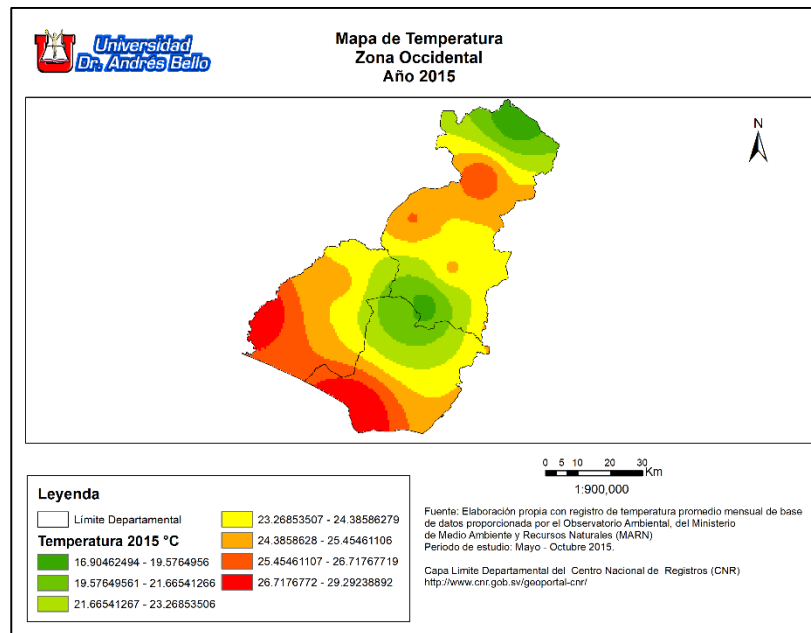 Universidad
Dr. Andrés Bello
Mapa de Temperatura
Zona Occidental
Año 2015
N
0 5 10 20 30
Km
1:900,000
Leyenda
Límite Departamental
Temperatura 2015 °C
16.90462494 - 19.5764956
19.57649561 - 21.66541266
21.66541267 - 23.26853506
23.26853507 - 24.38586279
24.3858628 - 25.45461106
25.45461107 - 26.71767719
26.7176772 - 29.29238892
Fuente: Elaboración propia con registro de temperatura promedio mensual de base
de datos proporcionada por el Observatorio Ambiental, del Ministerio
de Medio Ambiente y Recursos Naturales (MARN)
Periodo de estudio: Mayo - Octubre 2015.
Capa Limite Departamental del Centro Nacional de Registros (CNR)
http://www.cnr.gob.sv/geoportal-cnr/